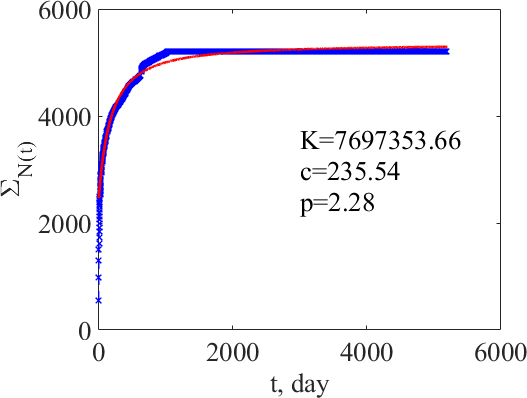 6000
4000
2000
0
Σ_N(t)
K=7697353.66
c=235.54
p=2.28
0 2000 4000 6000
t, day